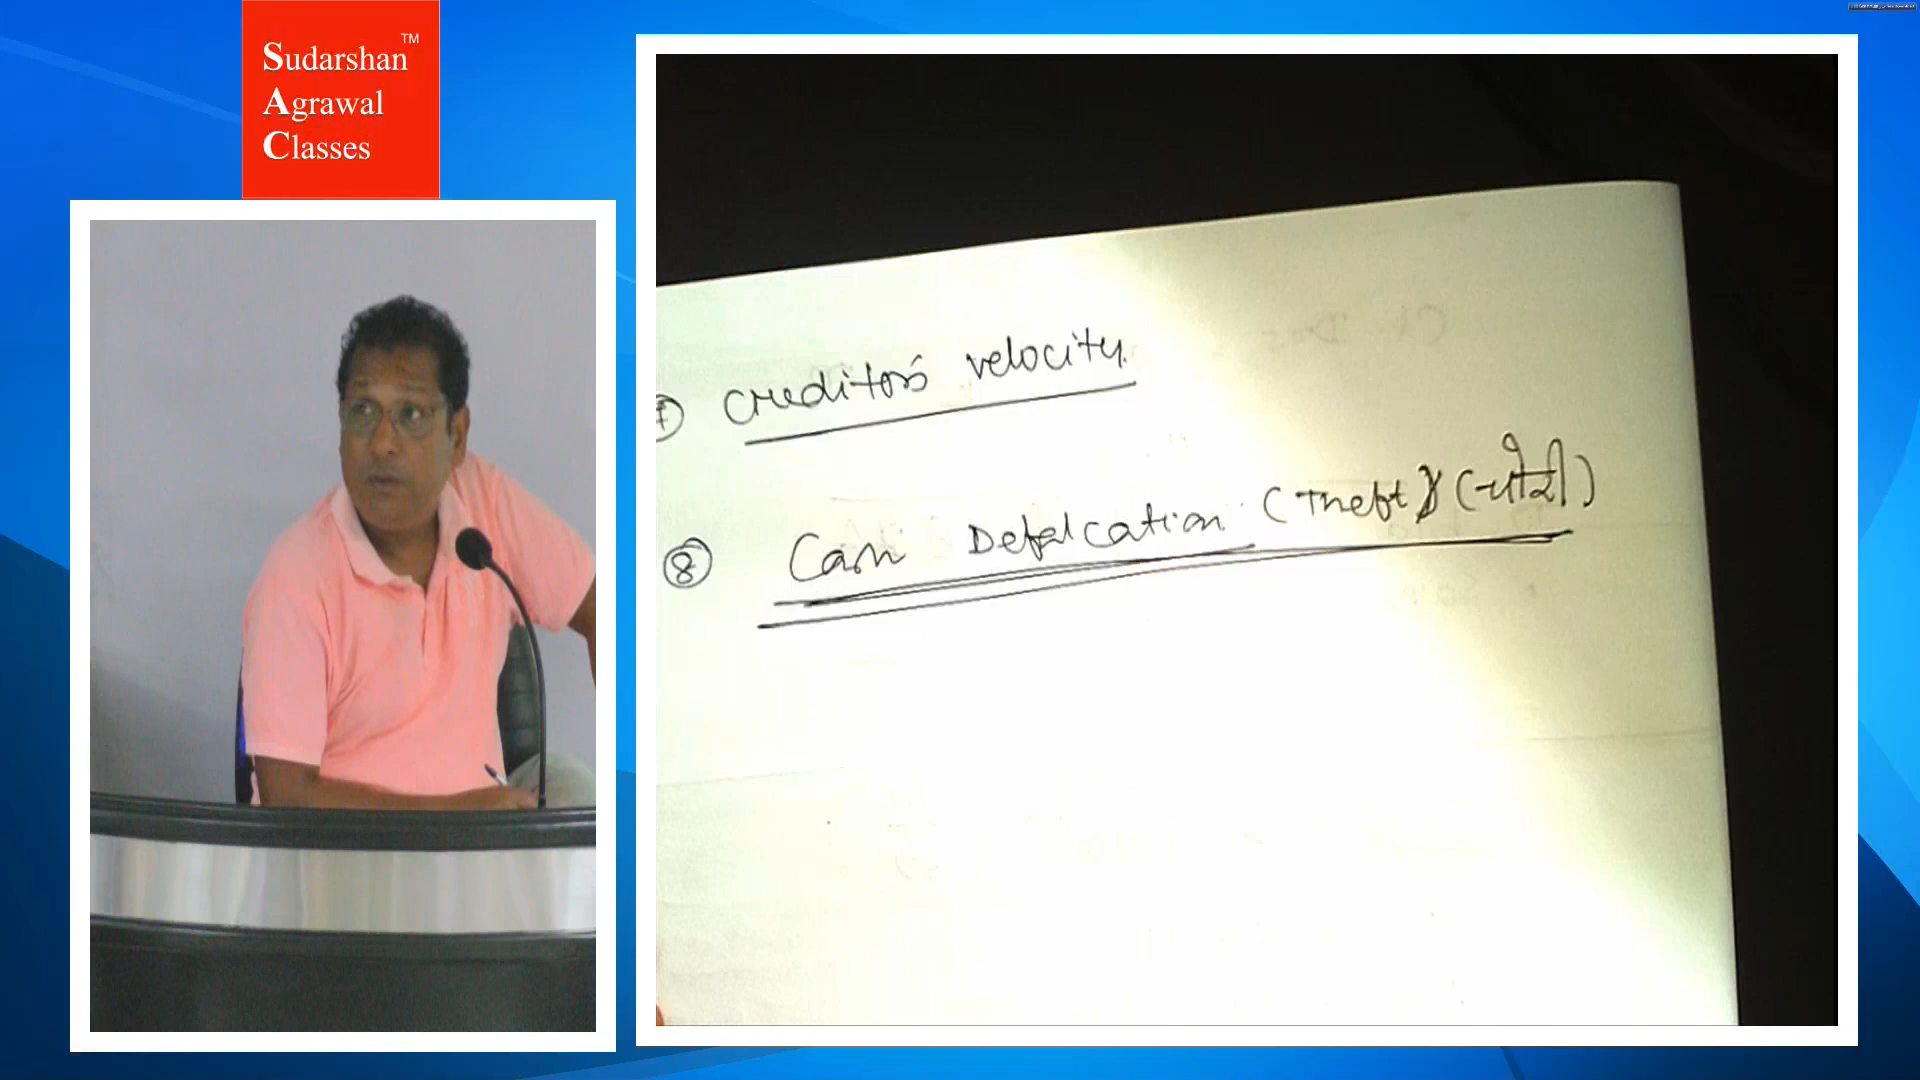 Sudarshan™
Agrawal
Classes
⑦ Creditors velocity.
⑧ Cash Defalcation (Theft) (चोरी)